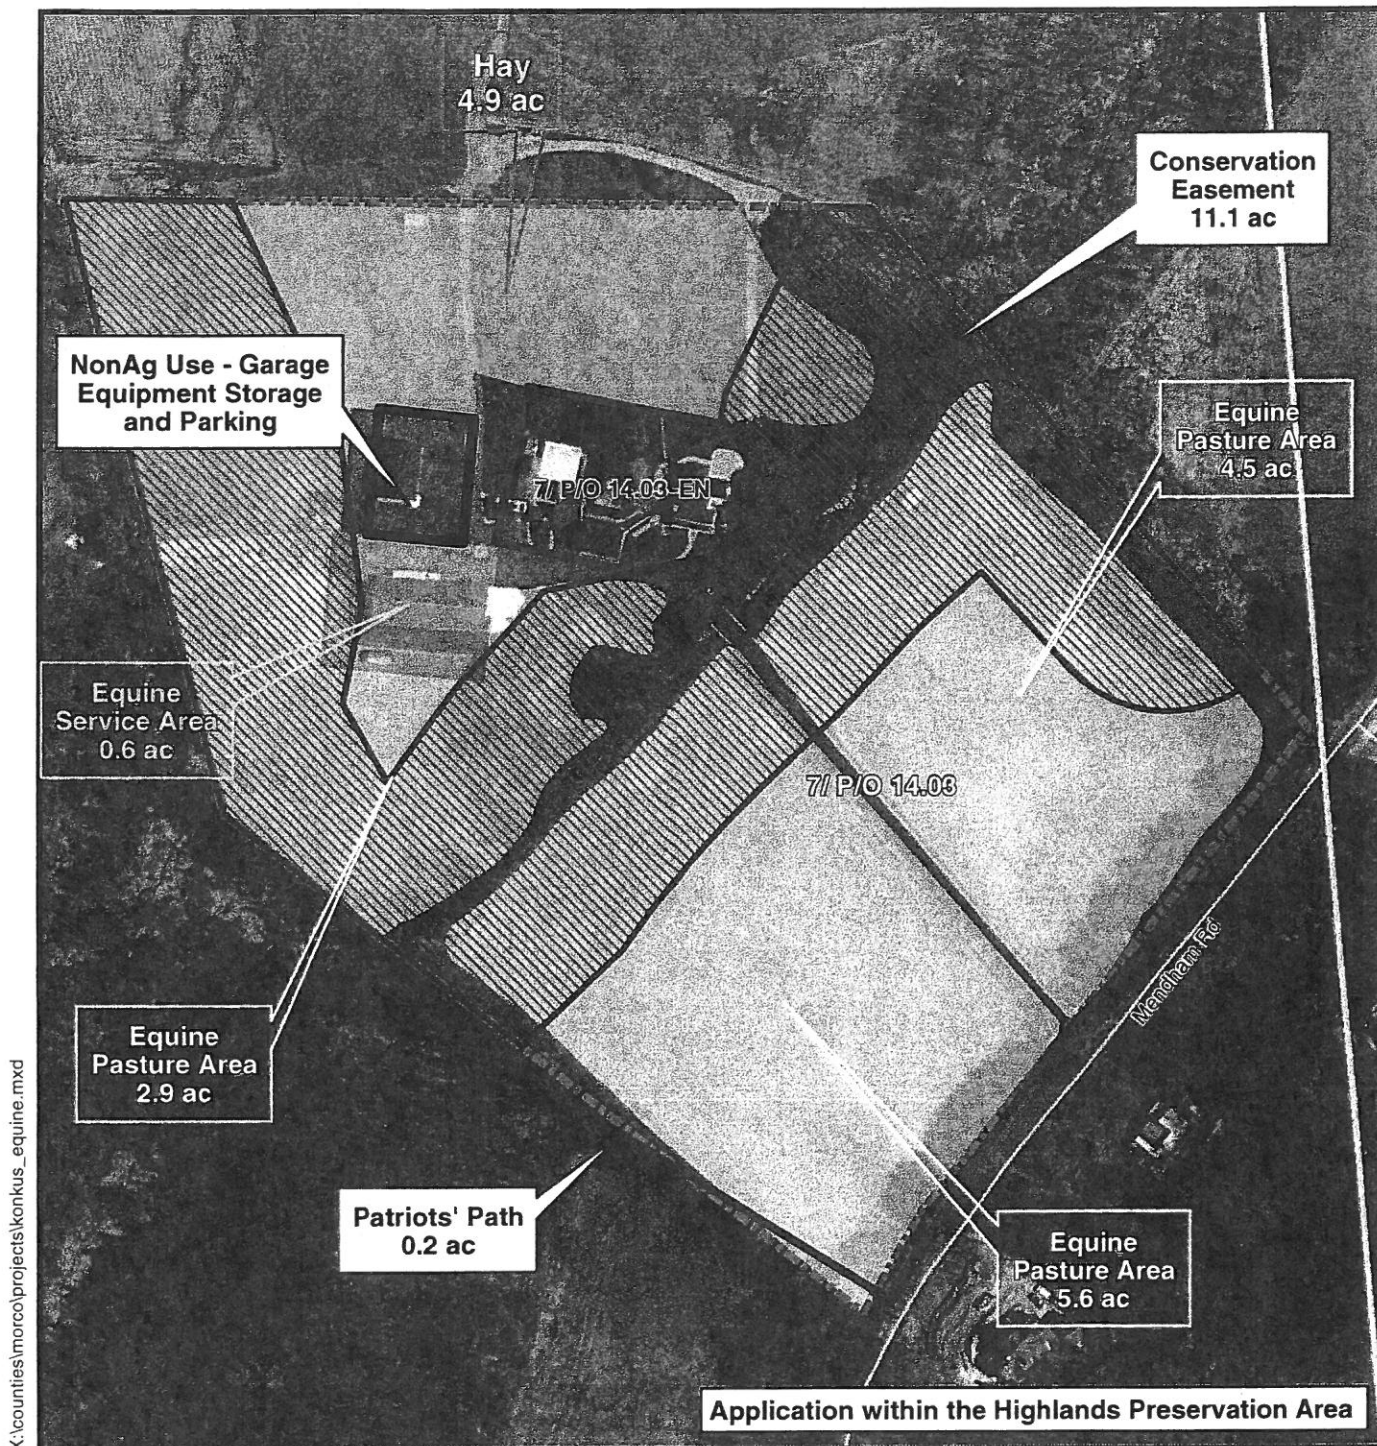 Hay
4.9 ac
Conservation
Easement
11.1 ac
NonAg Use - Garage
Equipment Storage
and Parking
Equine
Pasture Area
4.5 ac
7/ P/O 14.03-EN
Equine
Service Area
0.6 ac
7/ P/O 14.03
Mendham Rd
Equine
Pasture Area
2.9 ac
Patriots' Path
0.2 ac
Equine
Pasture Area
5.6 ac
Application within the Highlands Preservation Area
X:\counties\morco\projects\konkus_equine.mxd